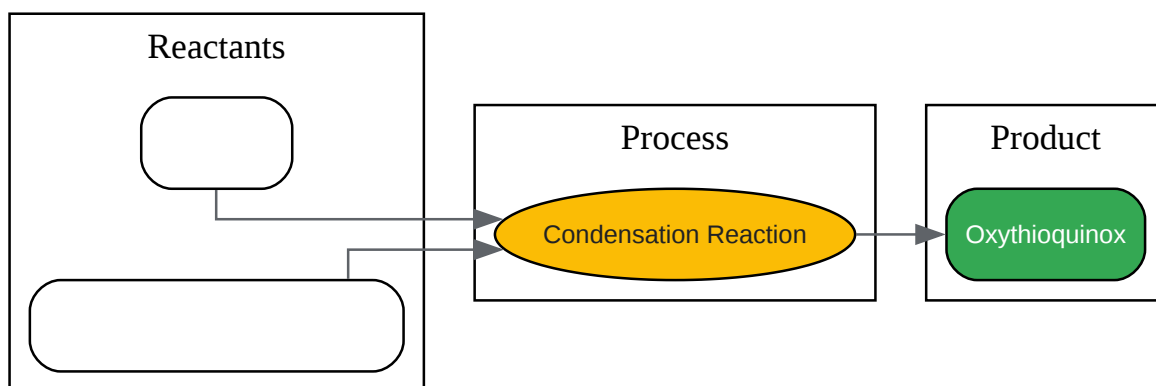 Reactants
Process
Product
Condensation Reaction
Oxythioquinox